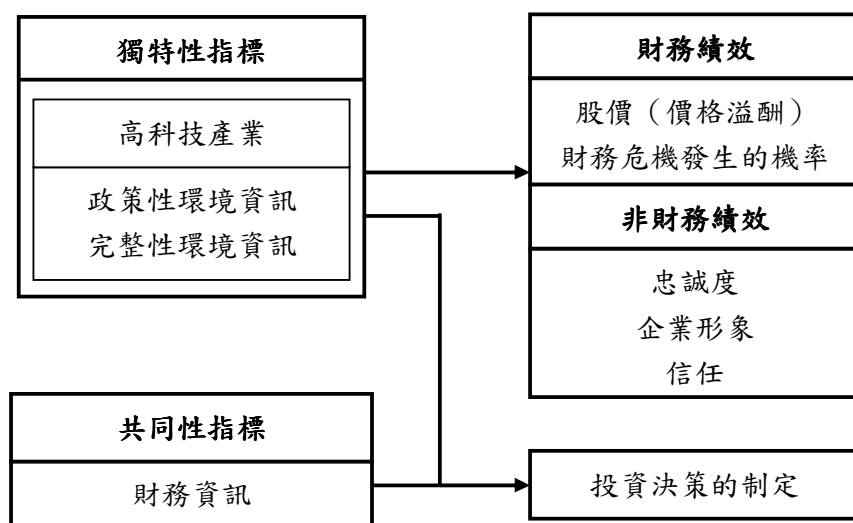 獨特性指標
高科技產業
政策性環境資訊
完整性環境資訊
共同性指標
財務資訊
財務績效
股價（價格溢酬）
財務危機發生的機率
非財務績效
忠誠度
企業形象
信任
投資決策的制定